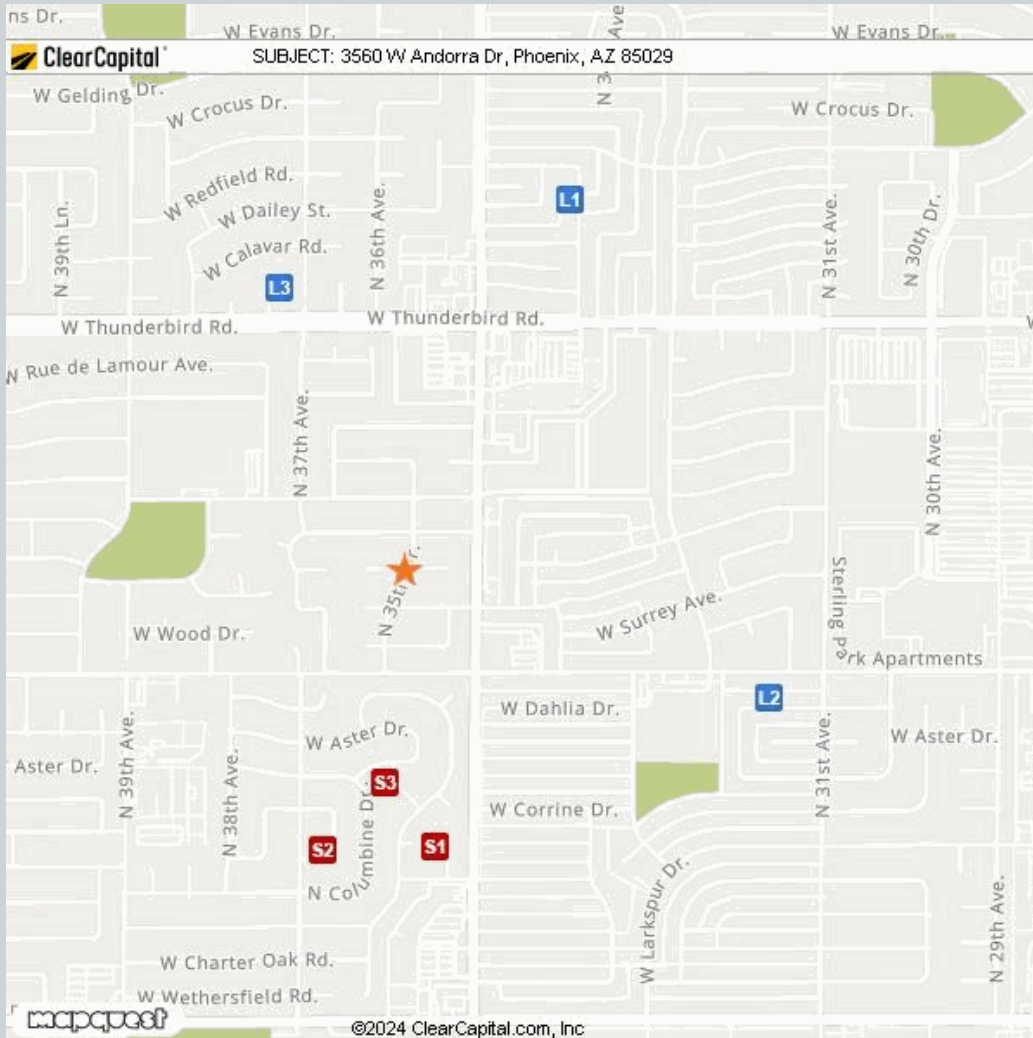 ns Dr.
W Evans Dr.
W Evans Dr.
ClearCapital
SUBJECT: 3560 W Andorra Dr, Phoenix, AZ 85029
W Gelding Dr.
W Crocus Dr.
W Crocus Dr.
W Redfield Rd.
W Dailey St.
W Calavar Rd.
N 39th Ln.
N 36th Ave.
N 31st Ave.
N 30th Dr.
L1
L3
W Thunderbird Rd.
W Thunderbird Rd.
W Rue de Lamour Ave.
N 37th Ave.
N 30th Ave.
N 35t
r.
W Wood Dr.
W Surrey Ave.
Sterling Park Apartments
L2
W Dahlia Dr.
W Aster Dr.
W Aster Dr.
Aster Dr.
N 39th Ave.
N 38th Ave.
N 31st Ave.
S3
W Corrine Dr.
S2
S1
N Columbine Dr.
W Larkspur Dr.
N 29th Ave.
W Charter Oak Rd.
W Wethersfield Rd.
mapquest
©2024 ClearCapital.com, Inc